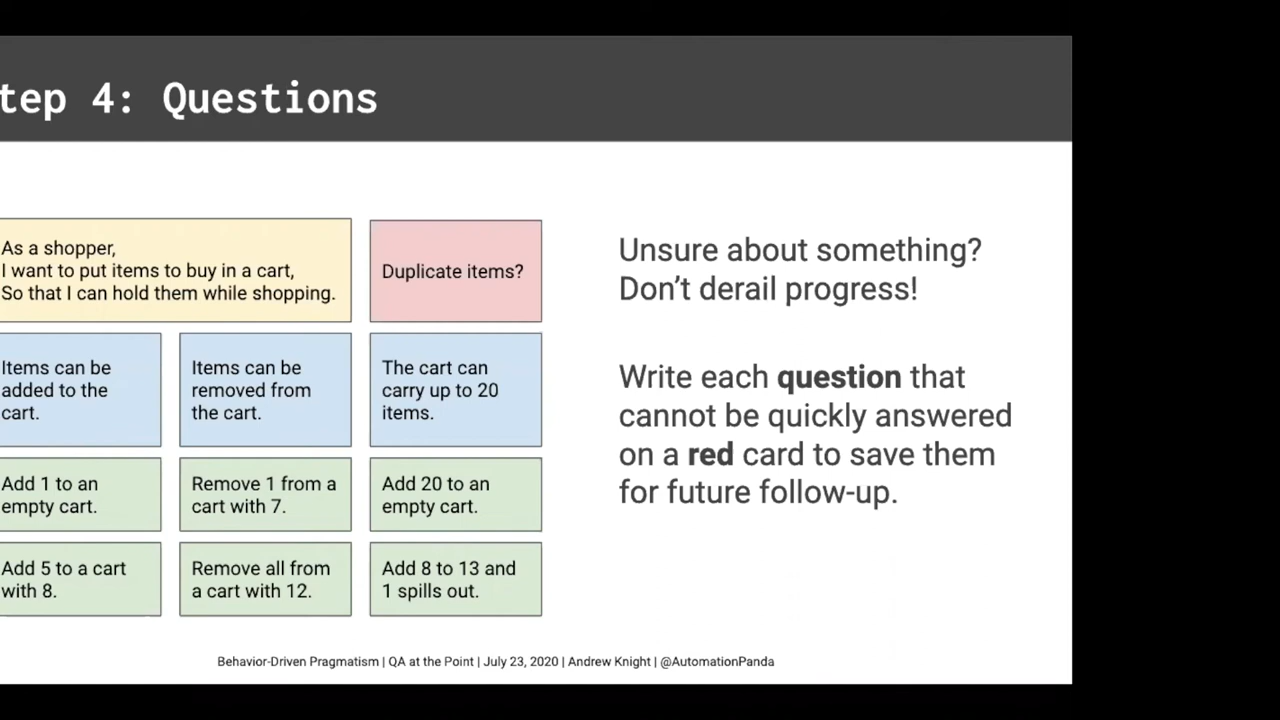 tep 4: Questions
As a shopper,
I want to put items to buy in a cart,
So that I can hold them while shopping.
Duplicate items?
Items can be
added to the
cart.
Items can be
removed from
the cart.
The cart can
carry up to 20
items.
Add 1 to an
empty cart.
Remove 1 from a
cart with 7.
Add 20 to an
empty cart.
Add 5 to a cart
with 8.
Remove all from
a cart with 12.
Add 8 to 13 and
1 spills out.
Unsure about something?
Don’t derail progress!
Write each question that
cannot be quickly answered
on a red card to save them
for future follow-up.
Behavior-Driven Pragmatism | QA at the Point | July 23, 2020 | Andrew Knight | @AutomationPanda